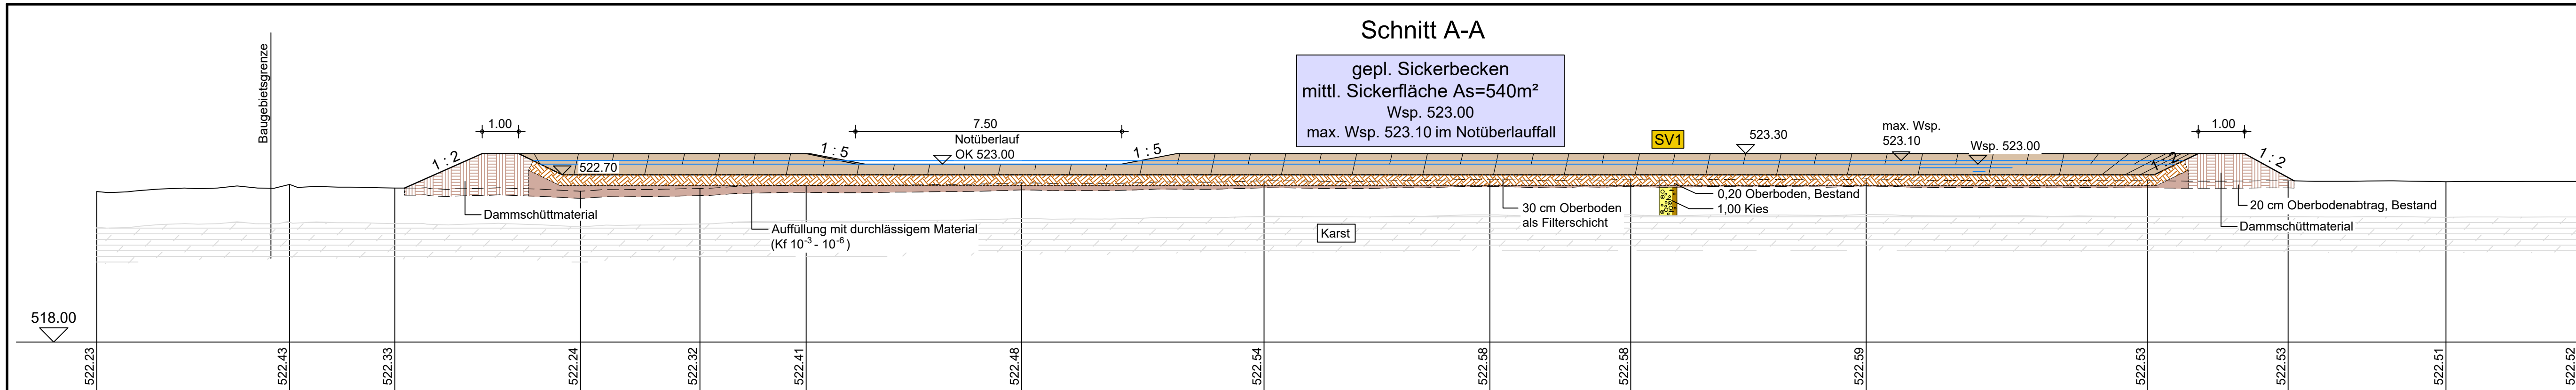 Schnitt A-A
gepl. Sickerbecken
mittl. Sickerfläche As=540m²
Wsp. 523.00
max. Wsp. 523.10 im Notüberlauffall
Baugebietsgrenze
1.00
7.50
Notüberlauf
OK 523.00
1 : 2
522.70
1 : 5
1 : 5
SV1
523.30
max. Wsp.
523.10
Wsp. 523.00
1.00
1 : 2
1 : 2
Dammschüttmaterial
Auffüllung mit durchlässigem Material
(Kf 10⁻³ - 10⁻⁶)
Karst
30 cm Oberboden
als Filterschicht
0,20 Oberboden, Bestand
1,00 Kies
20 cm Oberbodenabtrag, Bestand
Dammschüttmaterial
518.00
522.23
522.43
522.33
522.24
522.32
522.41
522.48
522.54
522.58
522.58
522.59
522.53
522.53
522.51
522.52